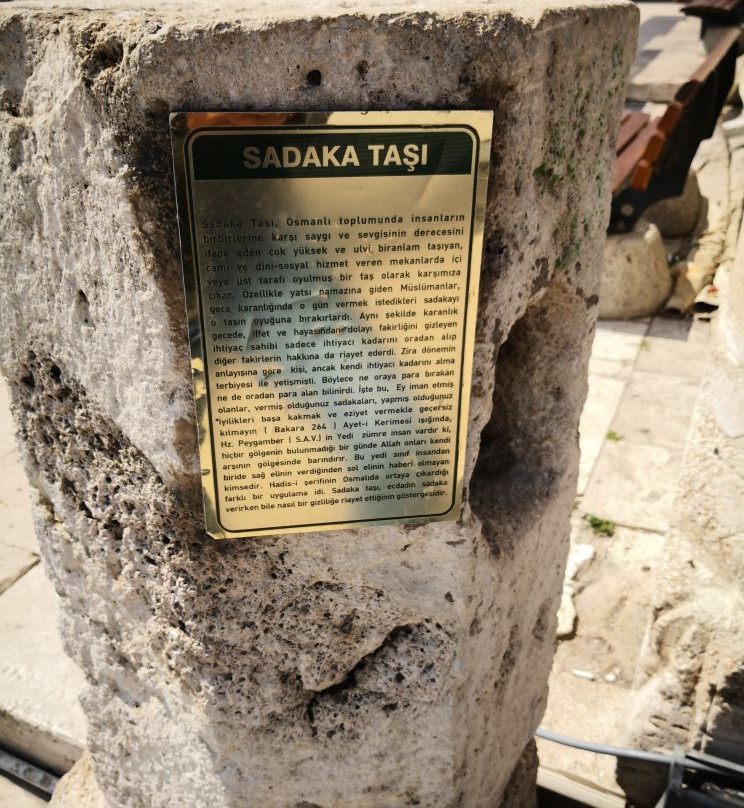 SADAKA TAŞI
Sadaka Taşı, Osmanlı toplumunda insanların
birbirlerine karşı saygı ve sevgisinin derecesini
ifade eden çok yüksek ve ulvi biranlam taşıyan,
cami ve dini-sosyal hizmet veren mekanlarda içi
veya üst tarafı oyulmuş bir taş olarak karşımıza
çıkar. Özellikle yatsı namazına giden Müslümanlar,
gece karanlığında o gün vermek istedikleri sadakayı
o taşın oyuğuna bırakırlardı. Aynı şekilde karanlık
gecede, iffet ve hayasından dolayı fakirliğini gizleyen
ihtiyaç sahibi sadece ihtiyacı kadarını oradan alıp
diğer fakirlerin hakkına da riayet ederdi. Zira dönemin
anlayışına göre kişi, ancak kendi ihtiyacı kadarını alma
terbiyesi ile yetişmişti. Böylece ne oraya para bırakan
ne de oradan para alan bilinirdi. İşte bu, Ey iman etmiş
olanlar, vermiş olduğunuz sadakaları, yapmış olduğunuz
"iyilikleri başa kakmak ve eziyet vermekle geçersiz
kılmayın ( Bakara 264 ) Ayet-i Kerimesi ışığında,
Hz. Peygamber ( S.A.V.) in Yedi zümre insan vardır ki,
hiçbir gölgenin bulunmadığı bir günde Allah onları kendi
arşının gölgesinde barındırır. Bu yedi sınıf insandan
biride sağ elinin verdiğinden sol elinin haberi olmayan
kimsedir. Hadis-i şerifinin Osmalıda ortaya çıkardığı
farklı bir uygulama idi. Sadaka taşı, ecdadın sadaka
verirken bile nasıl bir gizliliğe riayet ettiğinin göstergesidir.